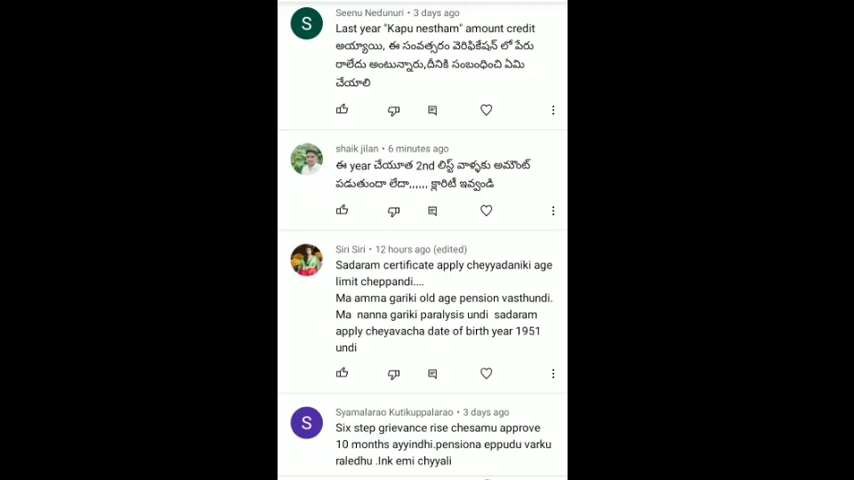 S
Seenu Nedunuri • 3 days ago
Last year "Kapu nestham" amount credit
అయ్యాయి, ఈ సంవత్సరం వెరిఫికేషన్ లో పేరు
రాలేదు అంటున్నారు,దీనికి సంబంధించి ఏమి
చేయాలి
shaik jilan • 6 minutes ago
ఈ year చేయూత 2nd లిస్ట్ వాళ్ళకు అమౌంట్
పడుతుందా లేదా,,,,,, క్లారిటీ ఇవ్వండి
Siri Siri • 12 hours ago (edited)
Sadaram certificate apply cheyyadaniki age
limit cheppandi....
Ma amma gariki old age pension vasthundi.
Ma nanna gariki paralysis undi sadaram
apply cheyavacha date of birth year 1951
undi
S
Syamalarao Kutikuppalarao • 3 days ago
Six step grievance rise chesamu approve
10 months ayyindhi.pensiona eppudu varku
raledhu .Ink emi chyyali